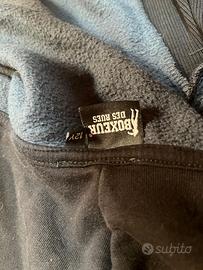 BOXEUR
DES RUES
12Y
subito